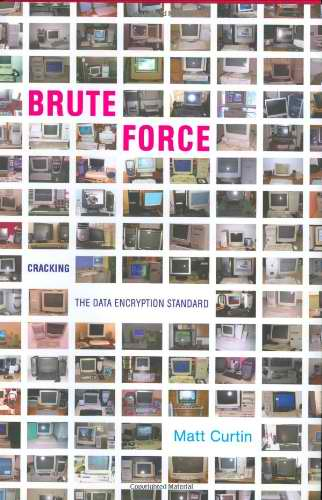 BRUTE
FORCE
CRACKING
THE DATA ENCRYPTION STANDARD
Matt Curtin